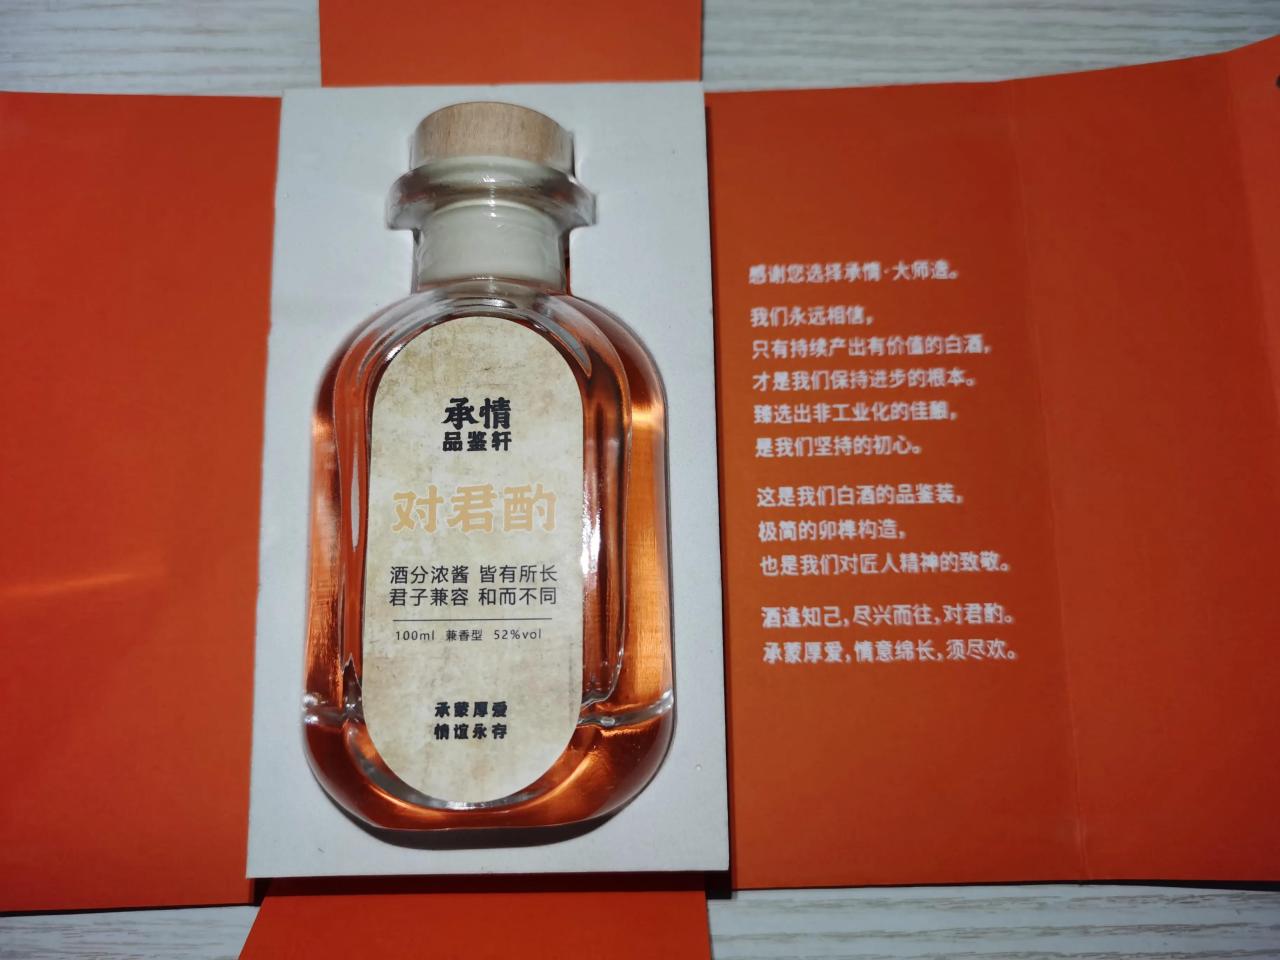 承情
品鉴轩
对君酌
酒分浓酱 皆有所长
君子兼容 和而不同
100ml 兼香型 52%vol
承蒙厚爱
情谊永存
感谢您选择承情·大师造。
我们永远相信，
只有持续产出有价值的白酒，
才是我们保持进步的根本。
臻选出非工业化的佳酿，
是我们坚持的初心。
这是我们白酒的品鉴装，
极简的卯榫构造，
也是我们对匠人精神的致敬。
酒逢知己，尽兴而往，对君酌。
承蒙厚爱，情意绵长，须尽欢。